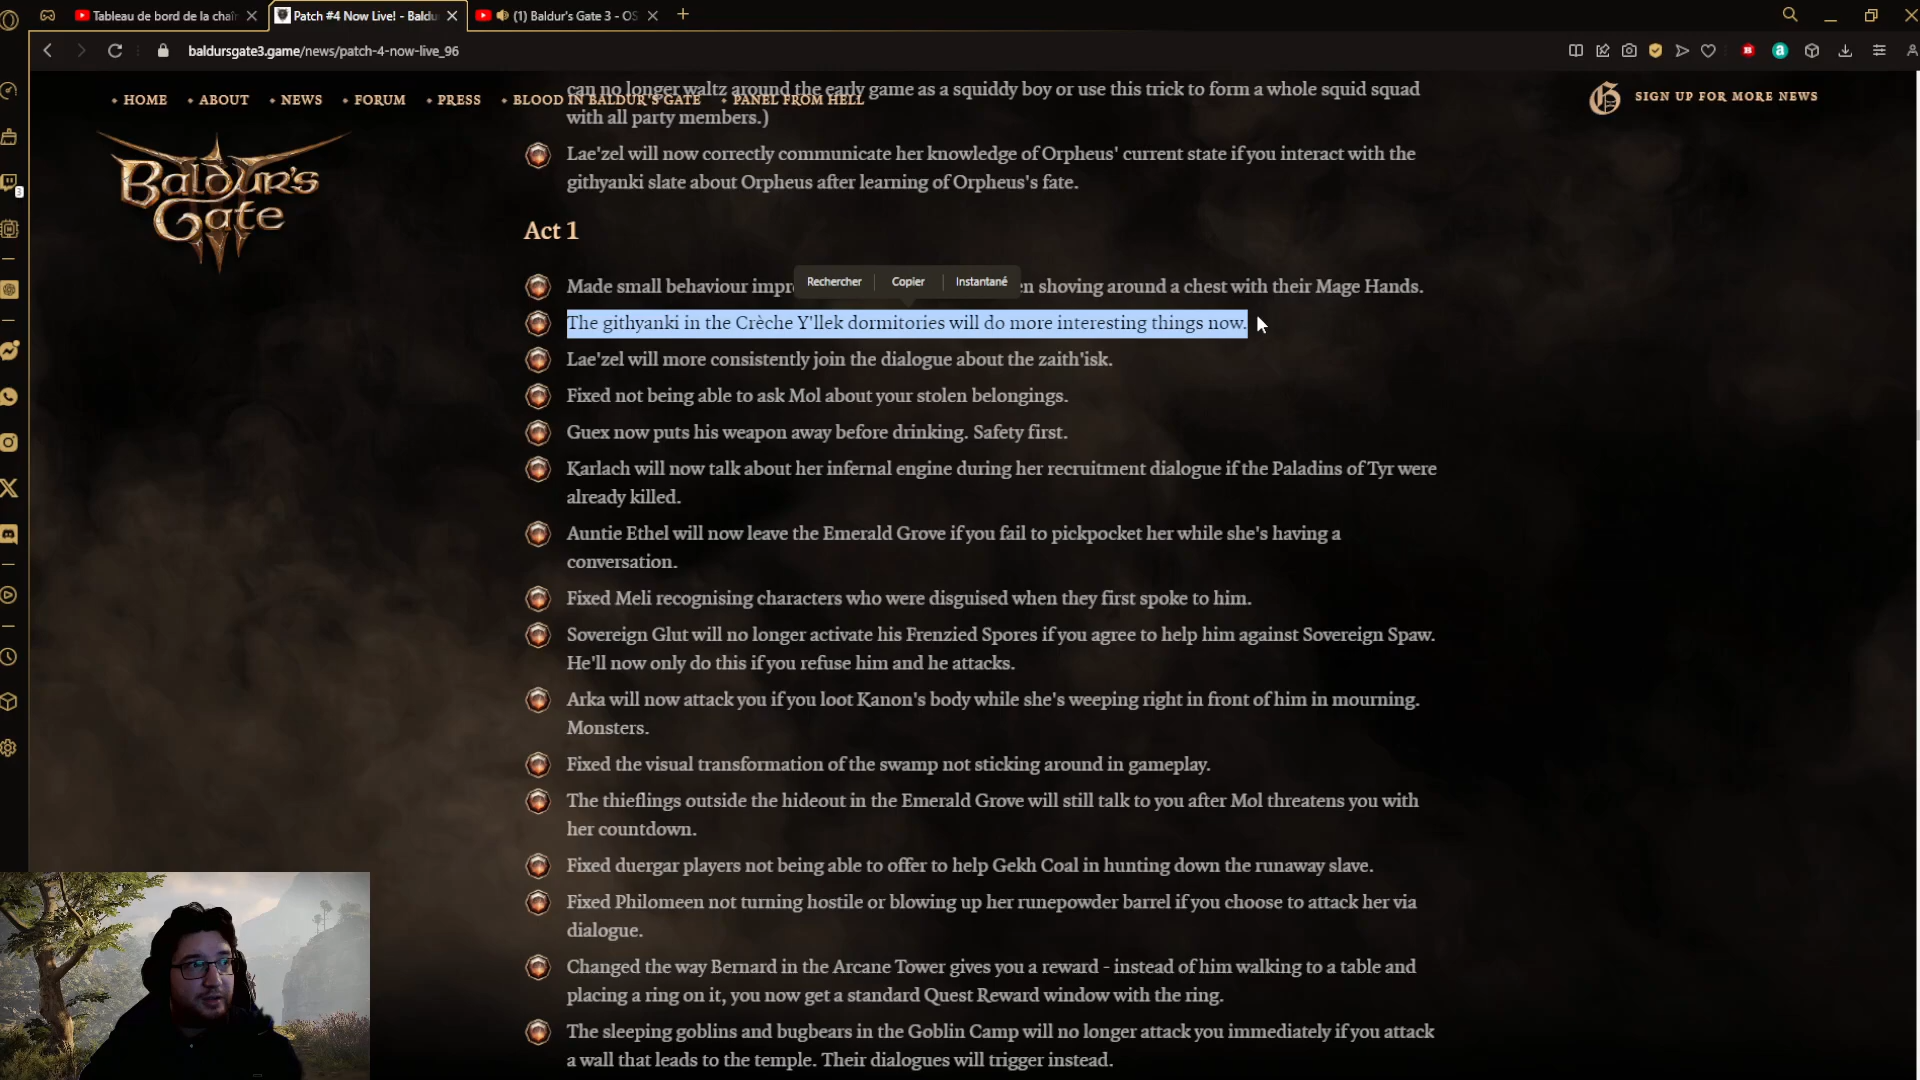 Tableau de bord de la chaîn
Patch #4 Now Live! - Baldu
(1) Baldur's Gate 3 - OS
baldursgate3.game/news/patch-4-now-live_96
can no longer waltz around the early game as a squiddy boy or use this trick to form a whole squid squad
HOME
ABOUT
NEWS
FORUM
PRESS
BLOOD IN BALDUR'S GATE
PANEL FROM HELL
SIGN UP FOR MORE NEWS
with all party members.)
BALDUR'S
GATE
Lae'zel will now correctly communicate her knowledge of Orpheus' current state if you interact with the
githyanki slate about Orpheus after learning of Orpheus's fate.
3
Act 1
Rechercher
Copier
Instantané
Made small behaviour impr
n shoving around a chest with their Mage Hands.
The githyanki in the Crèche Y'llek dormitories will do more interesting things now.
Lae'zel will more consistently join the dialogue about the zaith'isk.
Fixed not being able to ask Mol about your stolen belongings.
Guex now puts his weapon away before drinking. Safety first.
Karlach will now talk about her infernal engine during her recruitment dialogue if the Paladins of Tyr were
already killed.
Auntie Ethel will now leave the Emerald Grove if you fail to pickpocket her while she's having a
conversation.
Fixed Meli recognising characters who were disguised when they first spoke to him.
Sovereign Glut will no longer activate his Frenzied Spores if you agree to help him against Sovereign Spaw.
He'll now only do this if you refuse him and he attacks.
Arka will now attack you if you loot Kanon's body while she's weeping right in front of him in mourning.
Monsters.
Fixed the visual transformation of the swamp not sticking around in gameplay.
The thieflings outside the hideout in the Emerald Grove will still talk to you after Mol threatens you with
her countdown.
Fixed duergar players not being able to offer to help Gekh Coal in hunting down the runaway slave.
Fixed Philomeen not turning hostile or blowing up her runepowder barrel if you choose to attack her via
dialogue.
Changed the way Bernard in the Arcane Tower gives you a reward - instead of him walking to a table and
placing a ring on it, you now get a standard Quest Reward window with the ring.
The sleeping goblins and bugbears in the Goblin Camp will no longer attack you immediately if you attack
a wall that leads to the temple. Their dialogues will trigger instead.